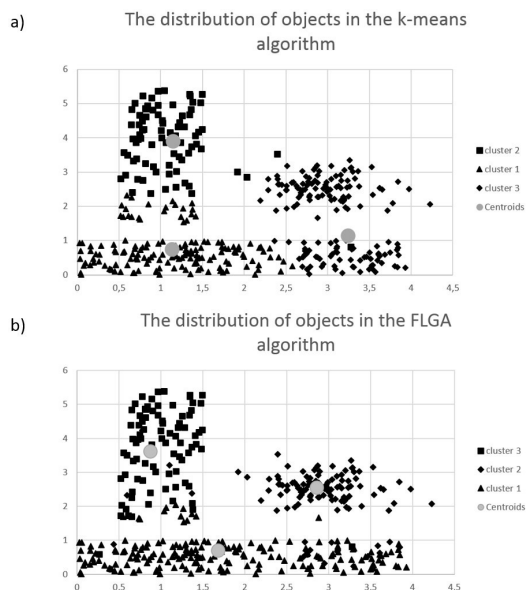 a)
The distribution of objects in the k-means
algorithm
6
5
4
3
2
1
0
0 0,5 1 1,5 2 2,5 3 3,5 4 4,5
cluster 2
cluster 1
cluster 3
Centroids
b)
The distribution of objects in the FLGA
algorithm
6
5
4
3
2
1
0
0 0,5 1 1,5 2 2,5 3 3,5 4 4,5
cluster 3
cluster 2
cluster 1
Centroids